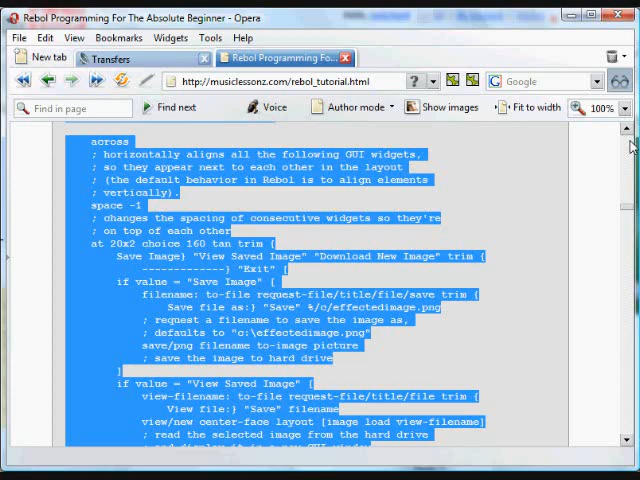 Rebol Programming For The Absolute Beginner - Opera
File Edit View Bookmarks Widgets Tools Help
New tab Transfers Rebol Programming Fo...
http://musiclessonz.com/rebol_tutorial.html ? Google
Find in page Find next Voice Author mode Show images Fit to width 100%
across
; horizontally aligns all the following GUI widgets,
; so they appear next to each other in the layout
; (the default behavior in Rebol is to align elements
; vertically).
space -1
; changes the spacing of consecutive widgets so they're
; on top of each other
at 20x2 choice 160 tan trim {
Save Image} "View Saved Image" "Download New Image" trim {
-------------} "Exit" [
if value = "Save Image" [
filename: to-file request-file/title/file/save trim {
Save file as:} "Save" %/c/effectedimage.png
; request a filename to save the image as,
; defaults to "c:\effectedimage.png"
save/png filename to-image picture
; save the image to hard drive
]
if value = "View Saved Image" [
view-filename: to-file request-file/title/file trim {
View file:} "Save" filename
view/new center-face layout [image load view-filename]
; read the selected image from the hard drive
; and display it in a new GUI window